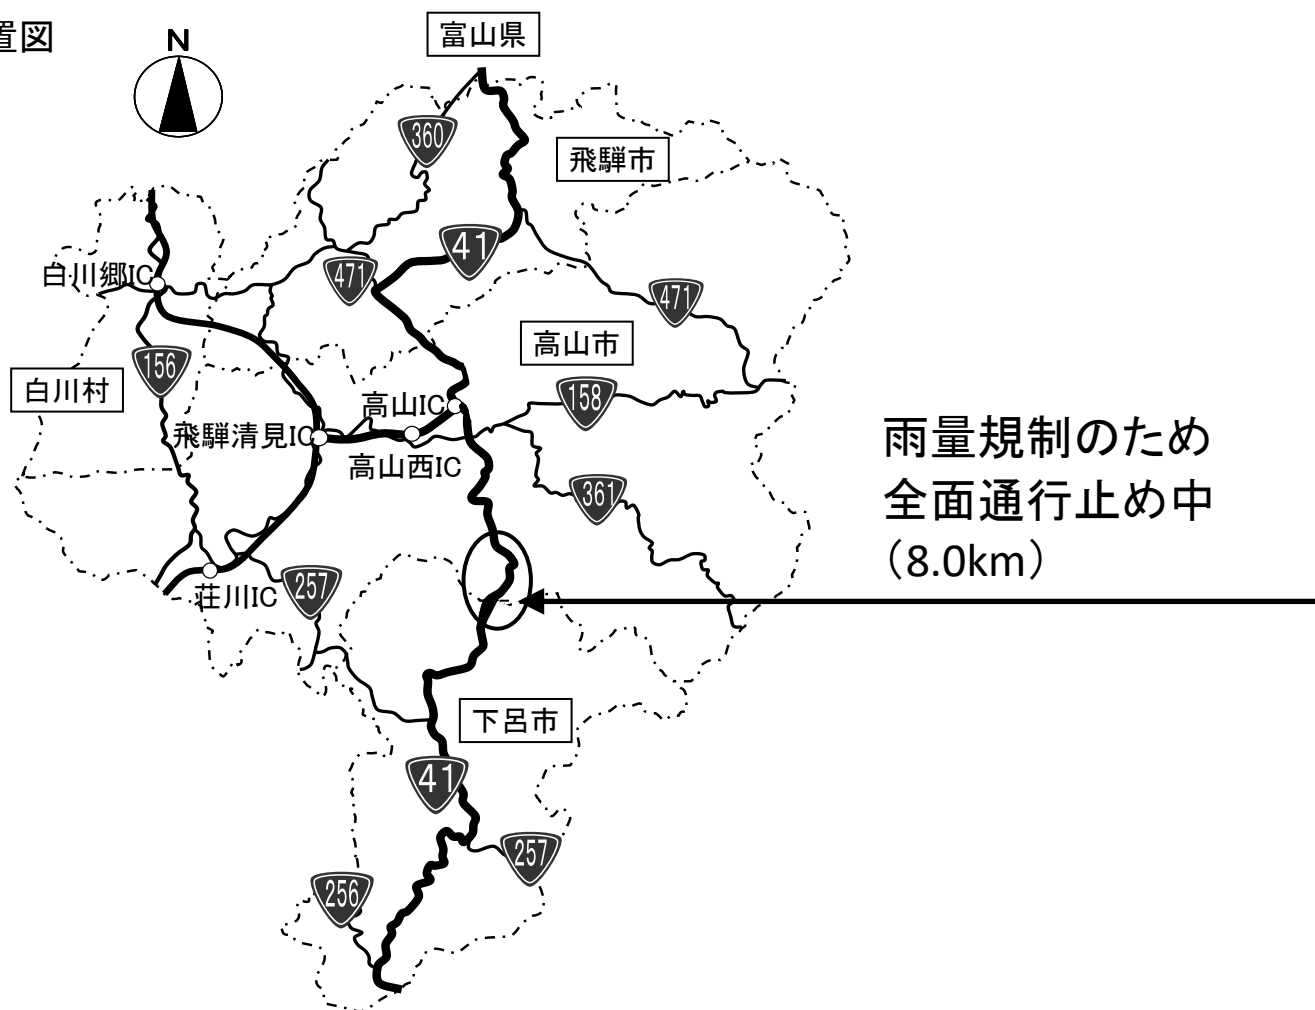 置図
N
富山県
360
飛騨市
41
白川郷IC
471
471
高山市
156
白川村
158
高山IC
飛騨清見IC
高山西IC
雨量規制のため
全面通行止め中
（8.0km）
361
荘川IC
257
下呂市
41
257
256